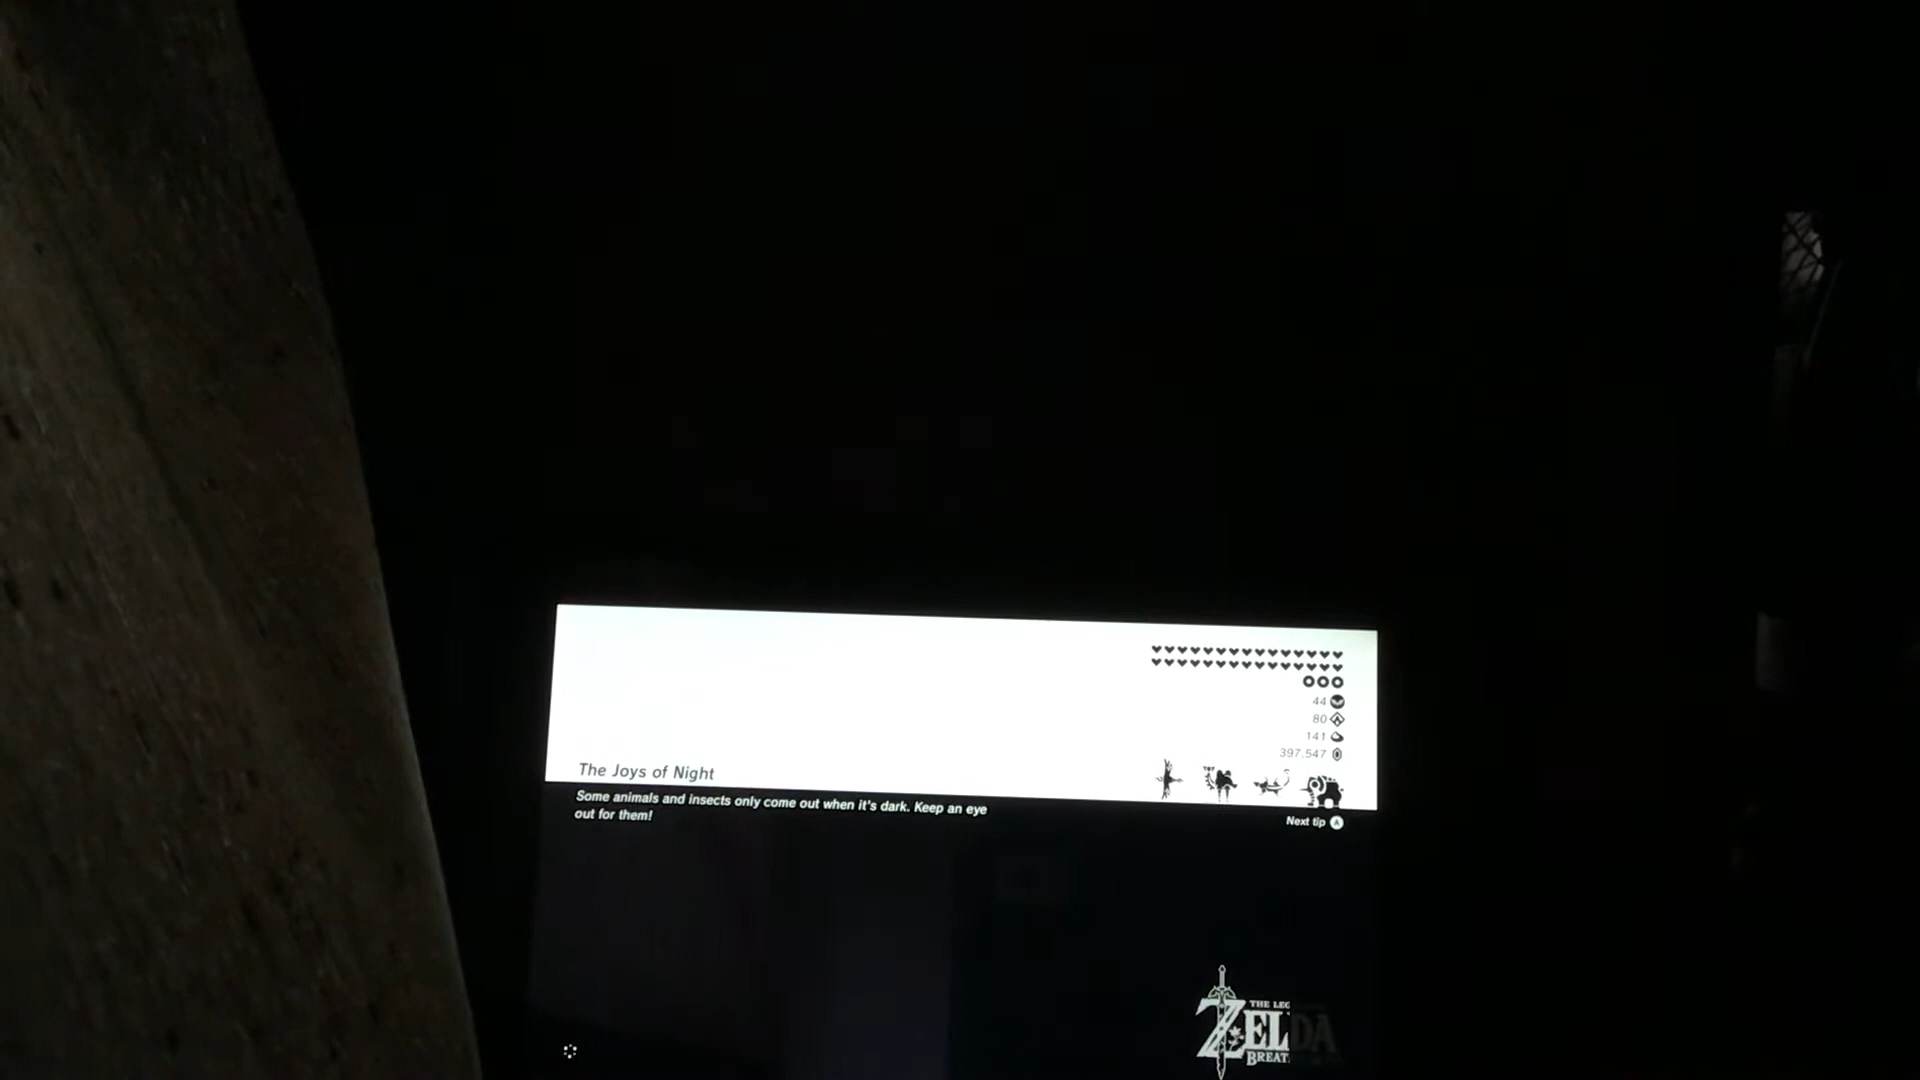 44
80
141
397,547
The Joys of Night
Some animals and insects only come out when it's dark. Keep an eye
out for them!
Next tip A
THE LEG
ZELDA
BREAT